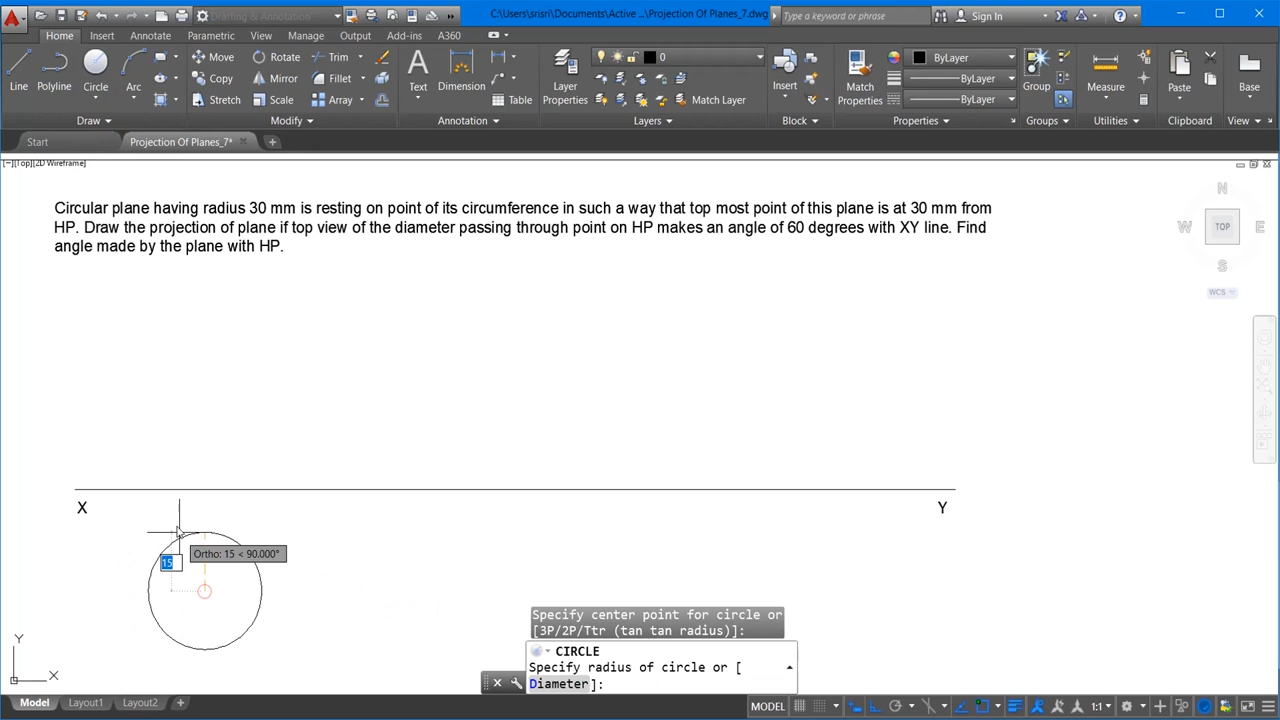 Drafting & Annotation
C:\Users\srisri\Documents\Active ...\Projection Of Planes_7.dwg
Type a keyword or phrase
Sign In
Home Insert Annotate Parametric View Manage Output Add-ins A360
Move Rotate Trim
ByLayer
0
Copy Mirror Fillet
ByLayer
Line Polyline Circle Arc
Text Dimension
Layer Properties
Insert
Match Properties
Group
Measure
Paste
Base
Stretch Scale Array
Table
Match Layer
ByLayer
Draw Modify Annotation Layers Block Properties Groups Utilities Clipboard View
Start Projection Of Planes_7*
[−][Top][2D Wireframe]
Circular plane having radius 30 mm is resting on point of its circumference in such a way that top most point of this plane is at 30 mm from
HP. Draw the projection of plane if top view of the diameter passing through point on HP makes an angle of 60 degrees with XY line. Find
angle made by the plane with HP.
N
W TOP E
S
WCS
X Y
Ortho: 15 < 90.000°
15
Specify center point for circle or
[3P/2P/Ttr (tan tan radius)]:
CIRCLE
Specify radius of circle or [
Diameter]:
Y
X
Model Layout1 Layout2 +
MODEL 1:1